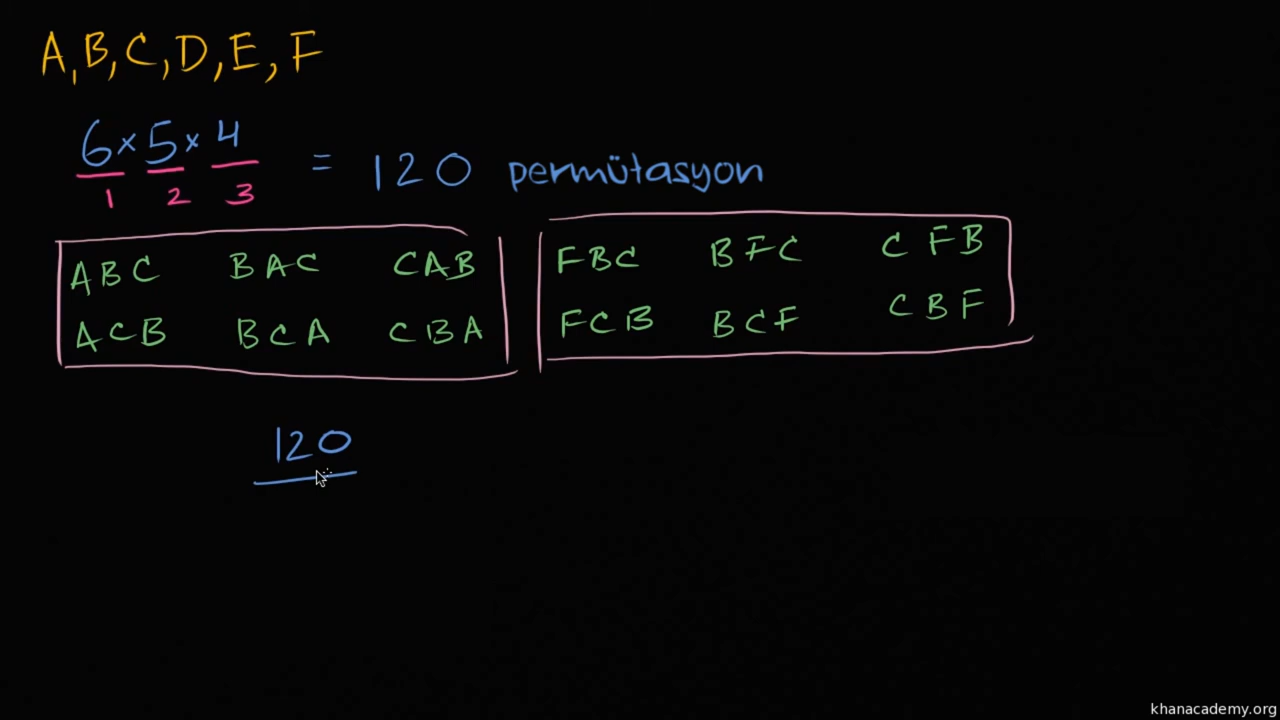 A, B, C, D, E, F
6 × 5 × 4 = 120 permütasyon
1 2 3
ABC BAC CAB FBC BFC CFB
ACB BCA CBA FCB BCF CBF
120
khanacademy.org